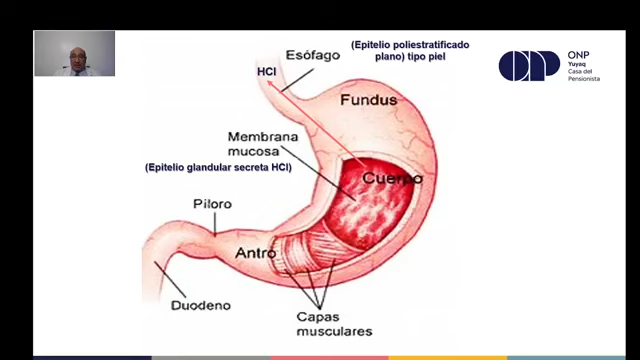 (Epitelio poliestratificado
plano) tipo piel
Esófago
HCl
Fundus
Membrana
mucosa
(Epitelio glandular secreta HCl)
Cuerpo
Píloro
Antro
Duodeno
Capas
musculares
ONP
ONP
Yuyaq
Casa del
Pensionista